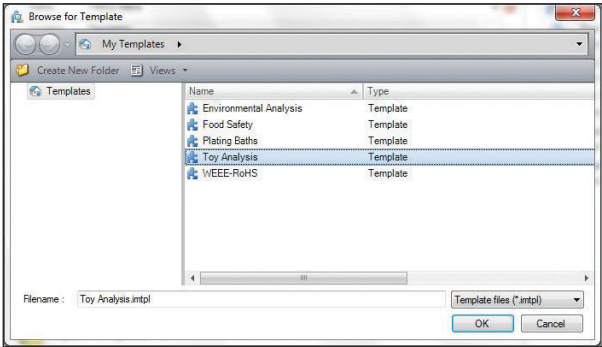 Browse for Template
My Templates
Create New Folder Views
Templates
Name Type
Environmental Analysis Template
Food Safety Template
Plating Baths Template
Toy Analysis Template
WEEE-RoHS Template
Filename : Toy Analysis.imtpl Template files (*.imtpl)
OK Cancel